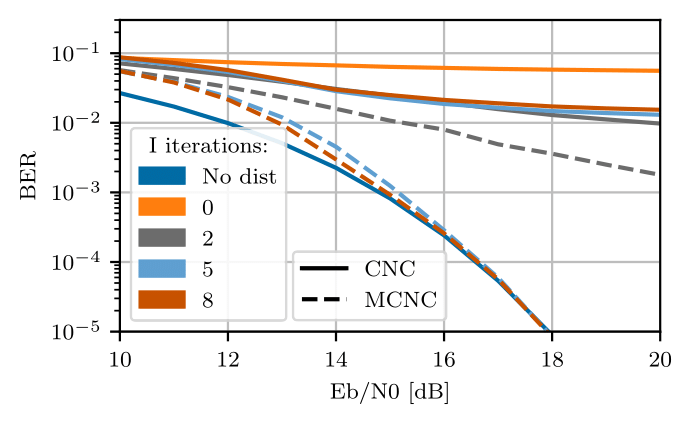 10⁻¹
10⁻²
10⁻³
10⁻⁴
10⁻⁵
BER
I iterations:
No dist
0
2
5
8
CNC
MCNC
10 12 14 16 18 20
Eb/N0 [dB]